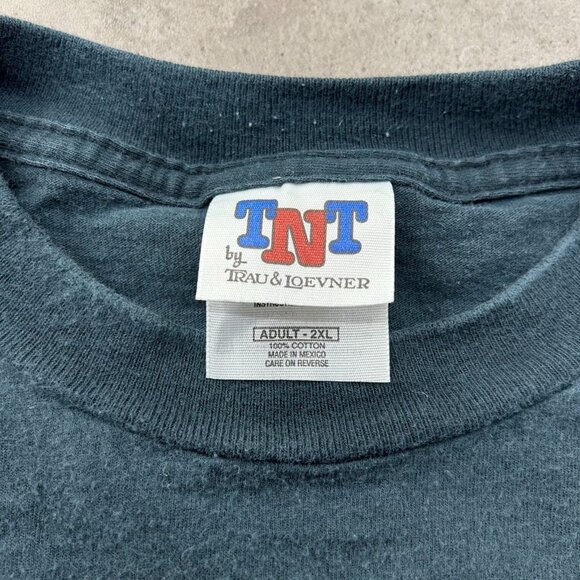 TNT
by
TRAU & LOEVNER
ADULT - 2XL
100% COTTON
MADE IN MEXICO
CARE ON REVERSE